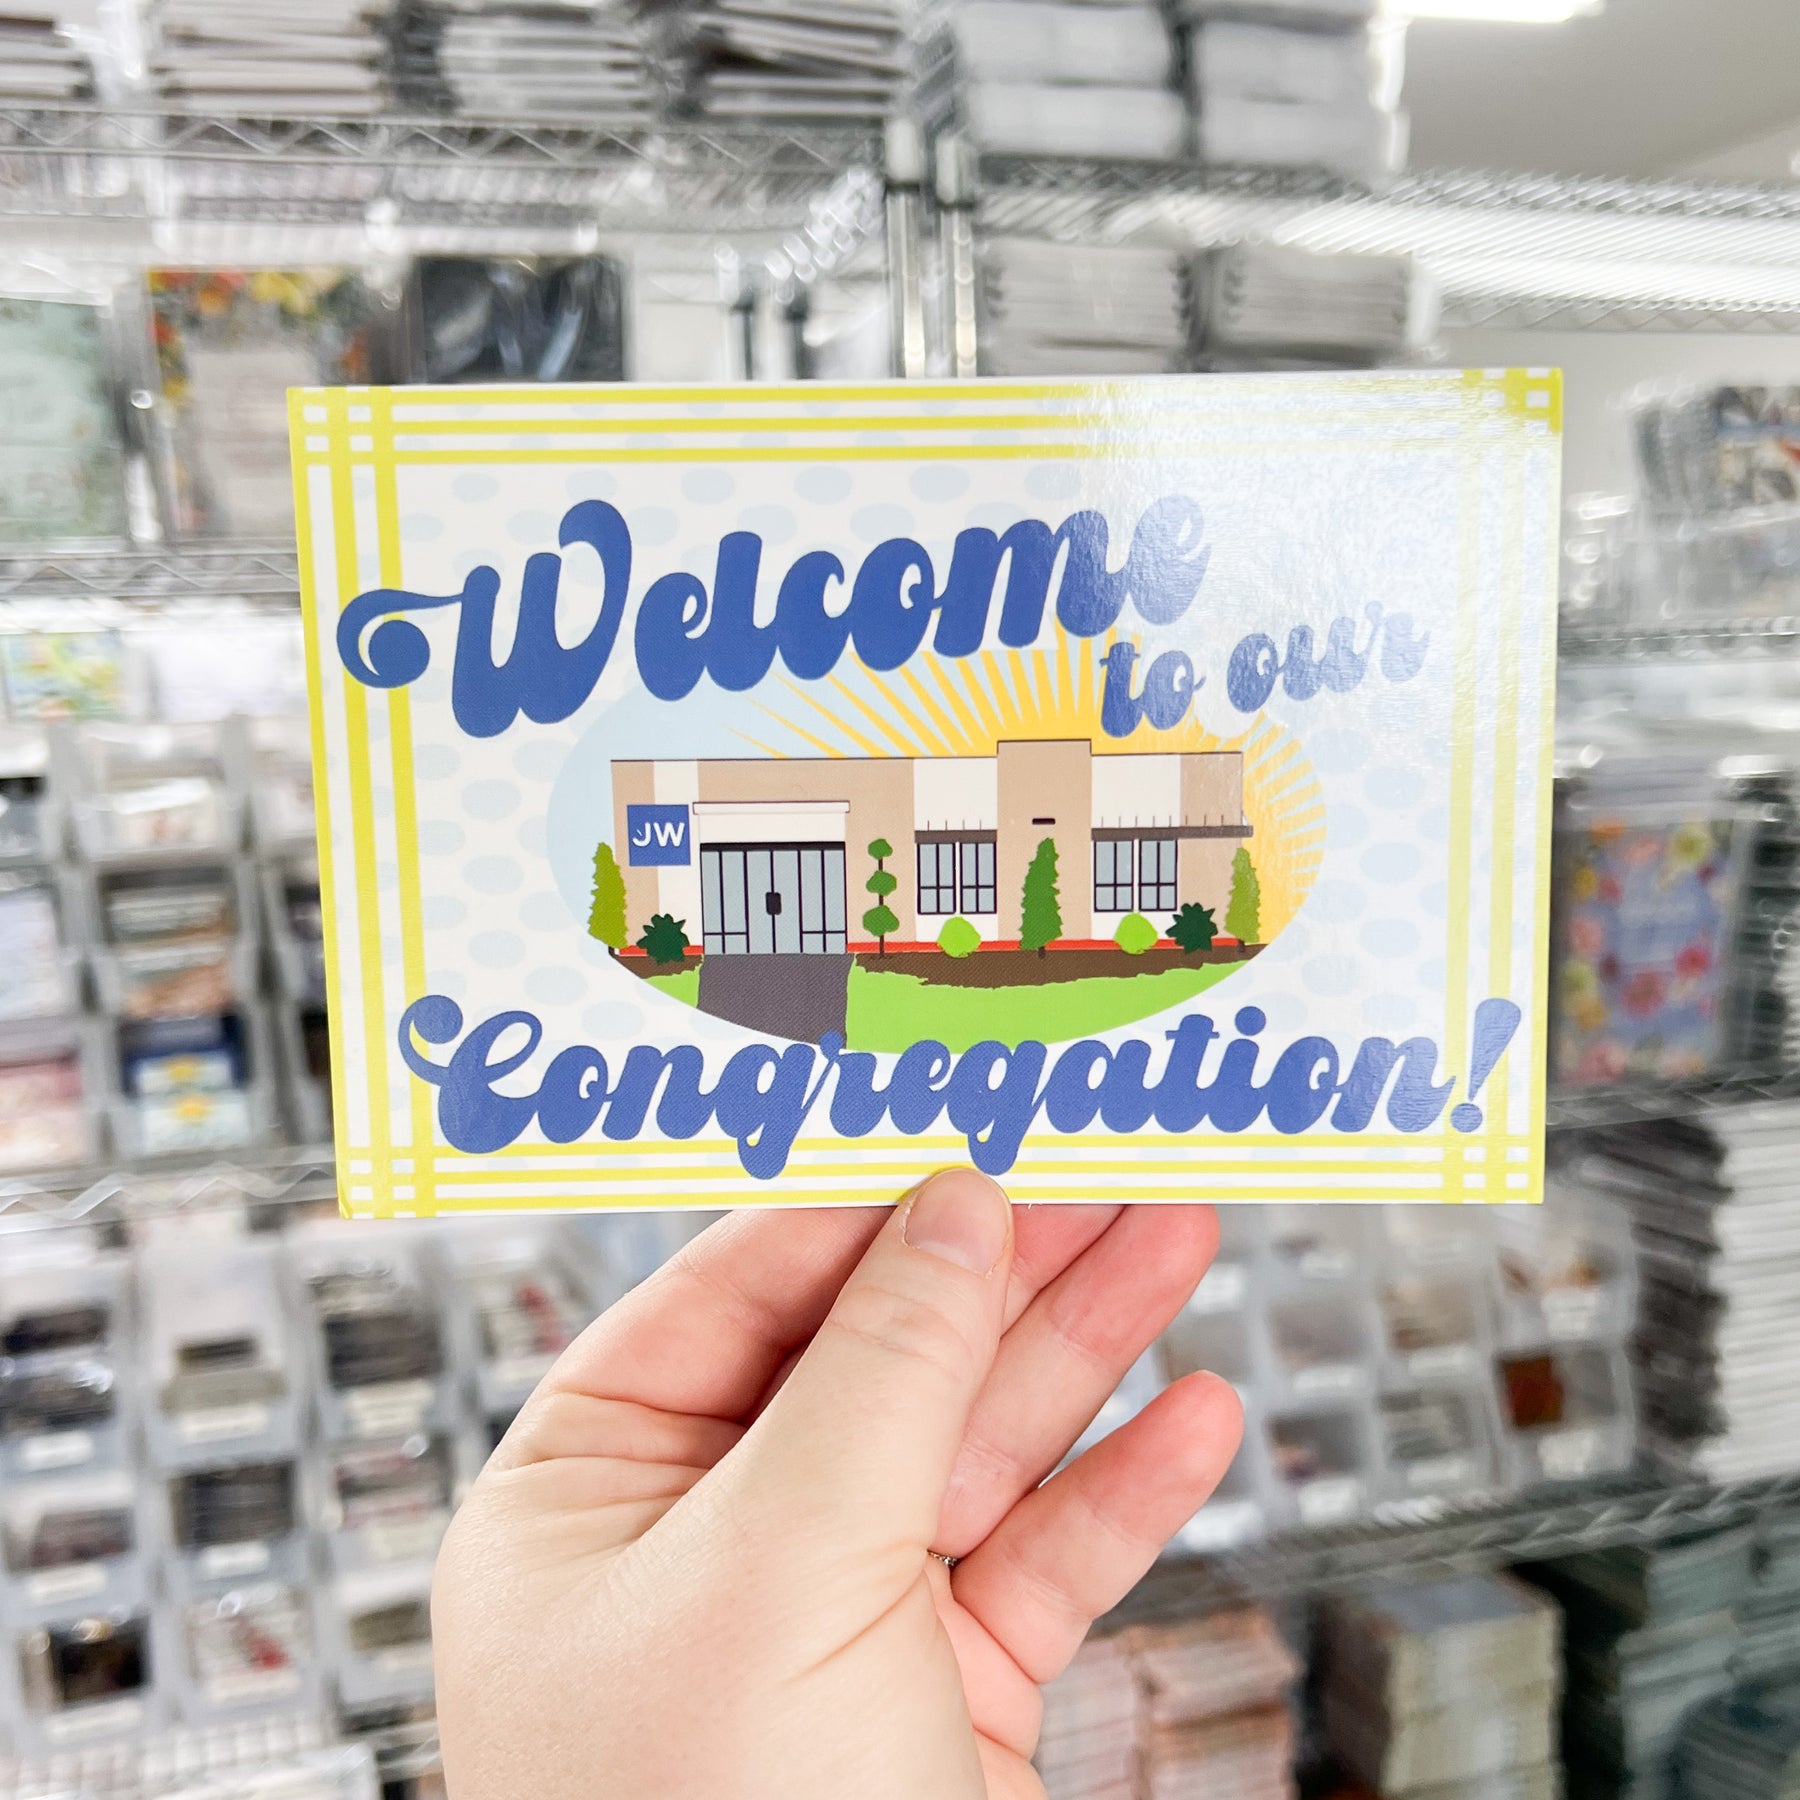 Welcome
to our
JW
Congregation!